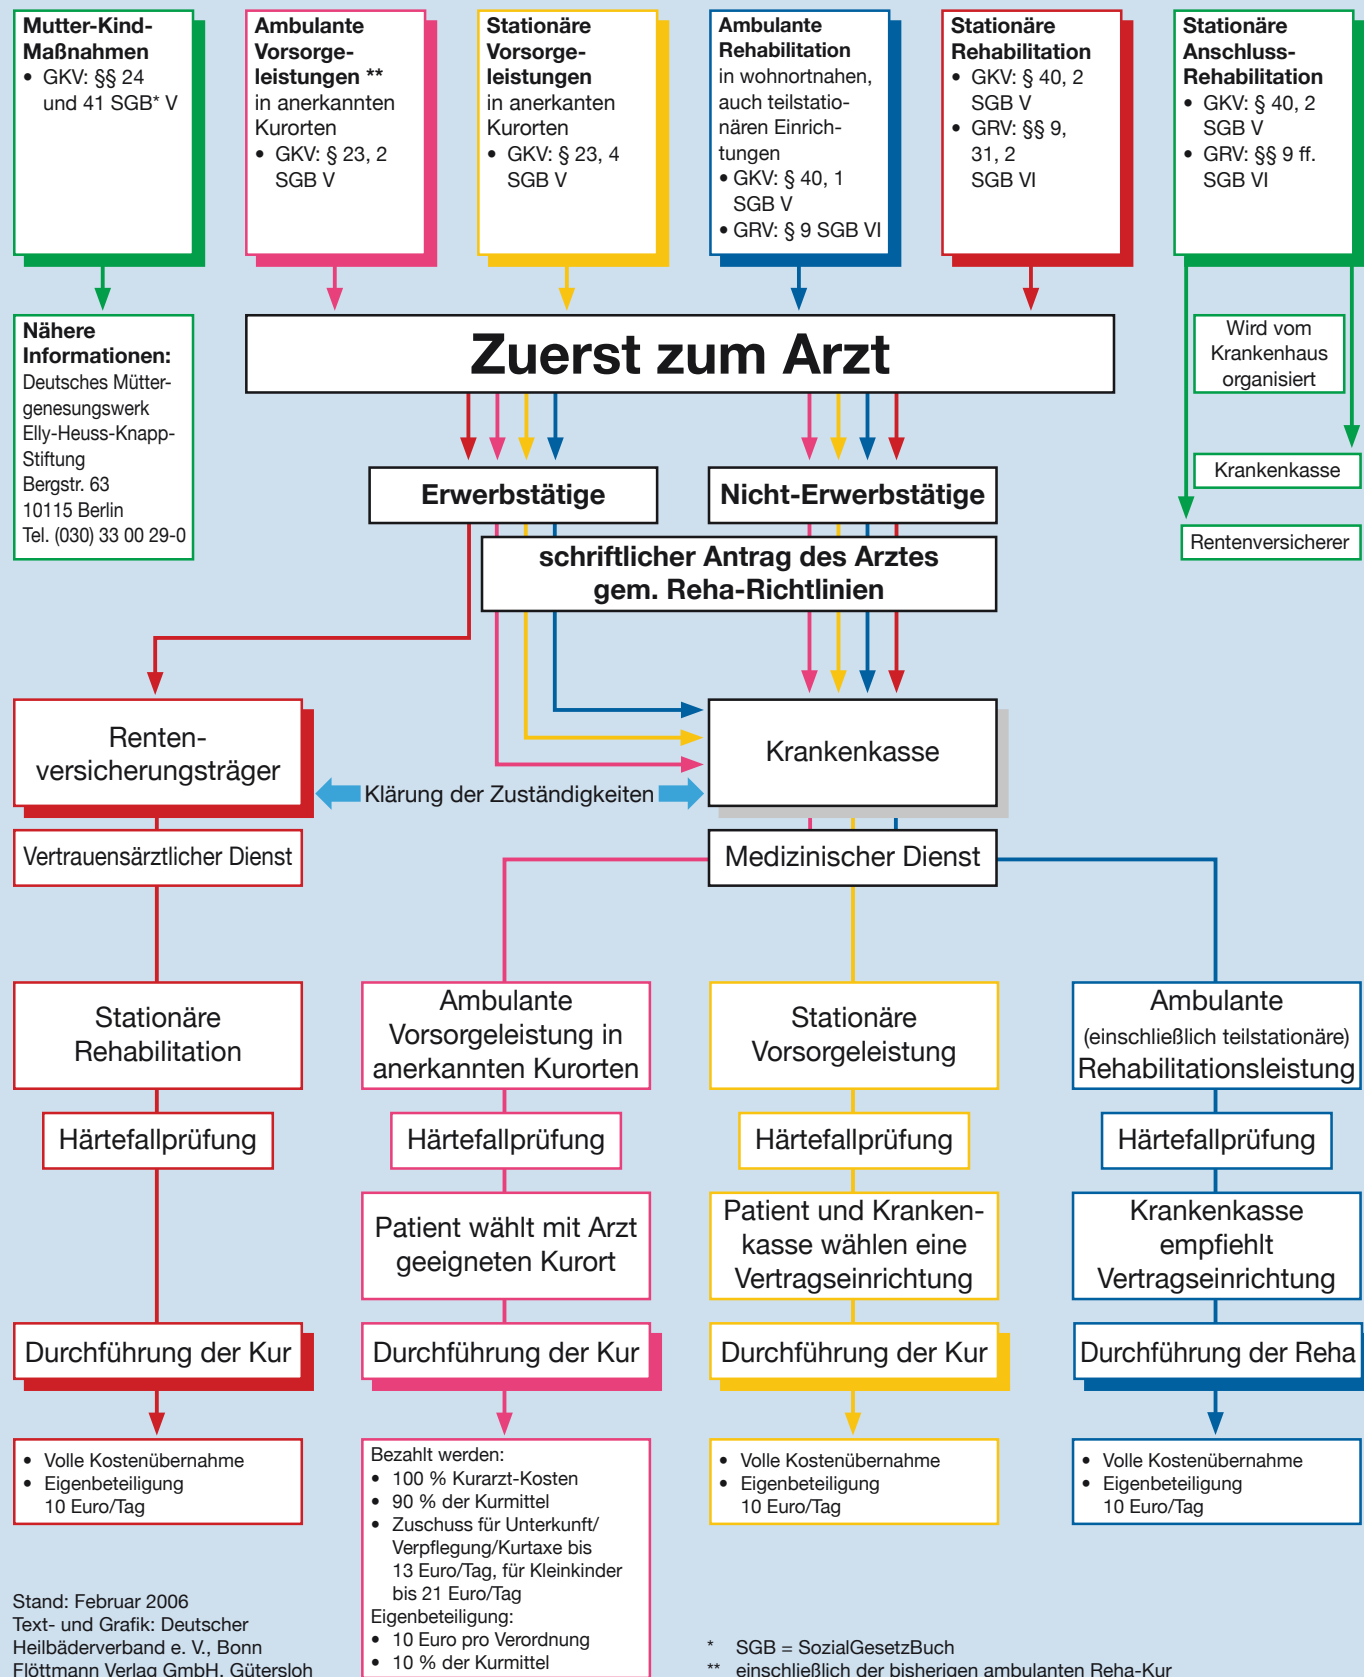 Mutter-Kind-
Maßnahmen
• GKV: §§ 24
und 41 SGB* V
Ambulante
Vorsorge-
leistungen **
in anerkannten
Kurorten
• GKV: § 23, 2
SGB V
Stationäre
Vorsorge-
leistungen
in anerkanten
Kurorten
• GKV: § 23, 4
SGB V
Ambulante
Rehabilitation
in wohnortnahen,
auch teilstatio-
nären Einrich-
tungen
• GKV: § 40, 1
SGB V
• GRV: § 9 SGB VI
Stationäre
Rehabilitation
• GKV: § 40, 2
SGB V
• GRV: §§ 9,
31, 2
SGB VI
Stationäre
Anschluss-
Rehabilitation
• GKV: § 40, 2
SGB V
• GRV: §§ 9 ff.
SGB VI
Nähere
Informationen:
Deutsches Mütter-
genesungswerk
Elly-Heuss-Knapp-
Stiftung
Bergstr. 63
10115 Berlin
Tel. (030) 33 00 29-0
Zuerst zum Arzt
Wird vom
Krankenhaus
organisiert
Krankenkasse
Rentenversicherer
Erwerbstätige
Nicht-Erwerbstätige
schriftlicher Antrag des Arztes
gem. Reha-Richtlinien
Renten-
versicherungsträger
Klärung der Zuständigkeiten
Krankenkasse
Vertrauensärztlicher Dienst
Medizinischer Dienst
Stationäre
Rehabilitation
Ambulante
Vorsorgeleistung in
anerkannten Kurorten
Stationäre
Vorsorgeleistung
Ambulante
(einschließlich teilstationäre)
Rehabilitationsleistung
Härtefallprüfung
Härtefallprüfung
Härtefallprüfung
Härtefallprüfung
Patient wählt mit Arzt
geeigneten Kurort
Patient und Kranken-
kasse wählen eine
Vertragseinrichtung
Krankenkasse
empfiehlt
Vertragseinrichtung
Durchführung der Kur
Durchführung der Kur
Durchführung der Kur
Durchführung der Reha
• Volle Kostenübernahme
• Eigenbeteiligung
10 Euro/Tag
Bezahlt werden:
• 100 % Kurarzt-Kosten
• 90 % der Kurmittel
• Zuschuss für Unterkunft/
Verpflegung/Kurtaxe bis
13 Euro/Tag, für Kleinkinder
bis 21 Euro/Tag
Eigenbeteiligung:
• 10 Euro pro Verordnung
• 10 % der Kurmittel
• Volle Kostenübernahme
• Eigenbeteiligung
10 Euro/Tag
• Volle Kostenübernahme
• Eigenbeteiligung
10 Euro/Tag
Stand: Februar 2006
Text- und Grafik: Deutscher
Heilbäderverband e. V., Bonn
Flöttmann Verlag GmbH, Gütersloh
* SGB = SozialGesetzBuch
** einschließlich der bisherigen ambulanten Reha-Kur